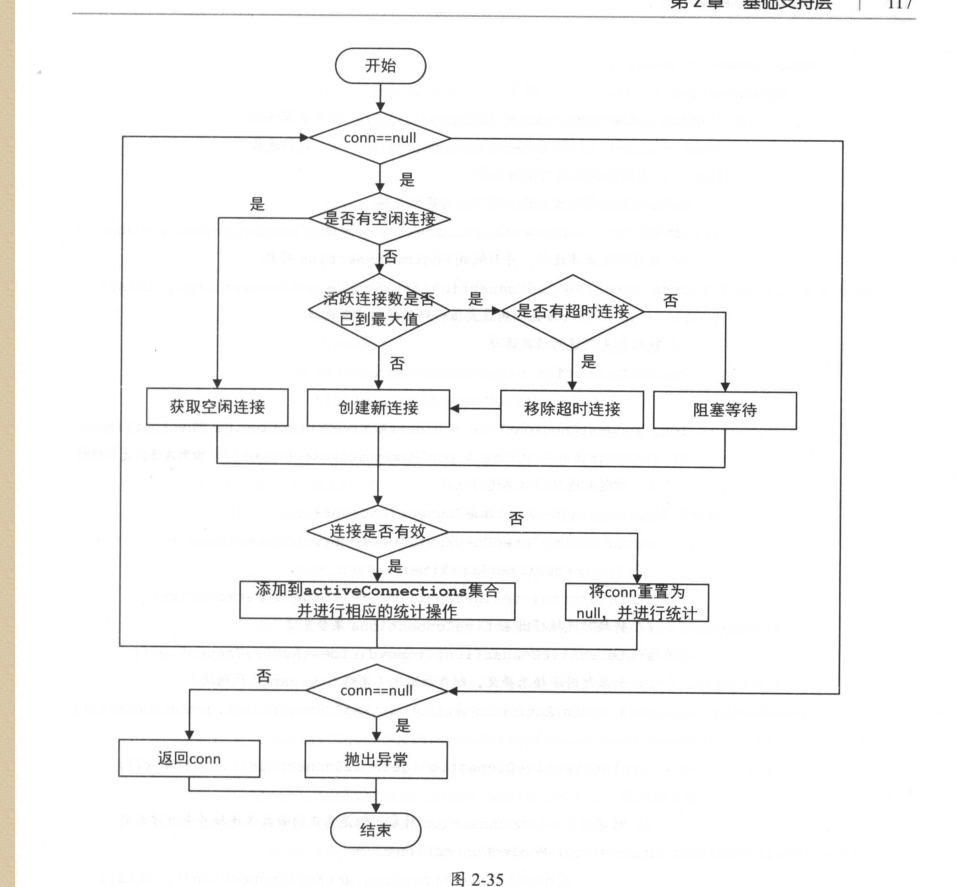 第 2 章 基础支持层 | 117
开始
conn==null
是
是
是否有空闲连接
否
活跃连接数是否
已到最大值
是
是否有超时连接
否
否
是
获取空闲连接
创建新连接
移除超时连接
阻塞等待
连接是否有效
否
是
添加到activeConnections集合
并进行相应的统计操作
将conn重置为
null，并进行统计
否
conn==null
是
返回conn
抛出异常
结束
图 2-35